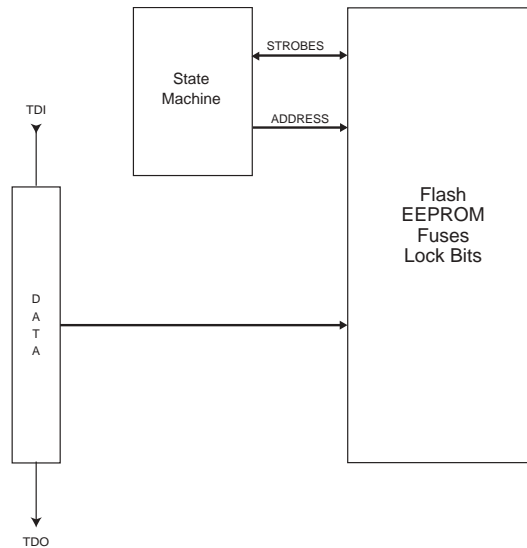 STROBES
State
Machine
ADDRESS
TDI
Flash
EEPROM
Fuses
Lock Bits
D
A
T
A
TDO